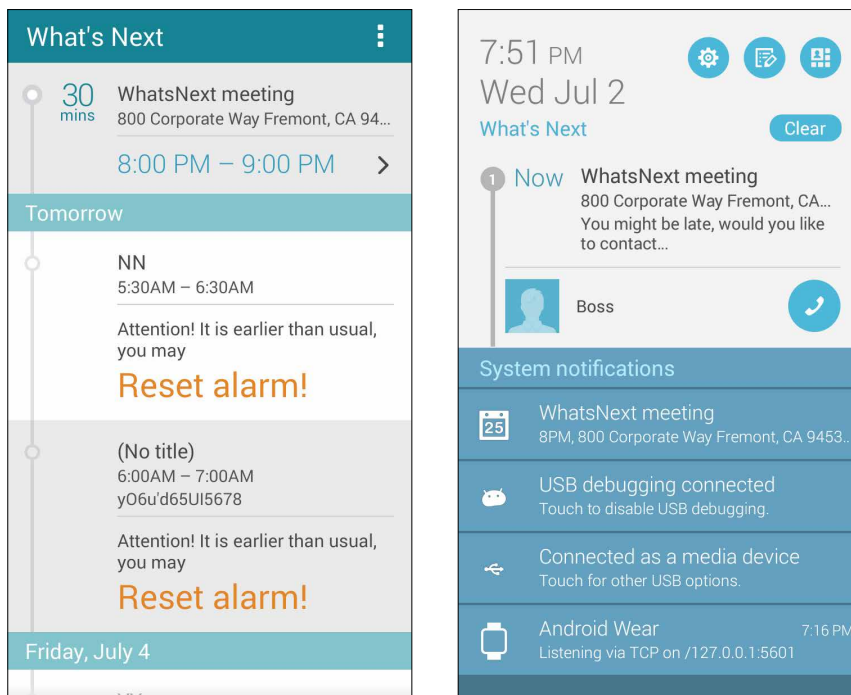 What's Next
30
mins
WhatsNext meeting
800 Corporate Way Fremont, CA 94...
8:00 PM – 9:00 PM
Tomorrow
NN
5:30AM – 6:30AM
Attention! It is earlier than usual,
you may
Reset alarm!
(No title)
6:00AM – 7:00AM
yO6u'd65UI5678
Attention! It is earlier than usual,
you may
Reset alarm!
Friday, July 4
7:51 PM
Wed Jul 2
What's Next
Clear
1
Now
WhatsNext meeting
800 Corporate Way Fremont, CA...
You might be late, would you like
to contact...
Boss
System notifications
25
WhatsNext meeting
8PM, 800 Corporate Way Fremont, CA 9453..
USB debugging connected
Touch to disable USB debugging.
Connected as a media device
Touch for other USB options.
Android Wear
7:16 PM
Listening via TCP on /127.0.0.1:5601